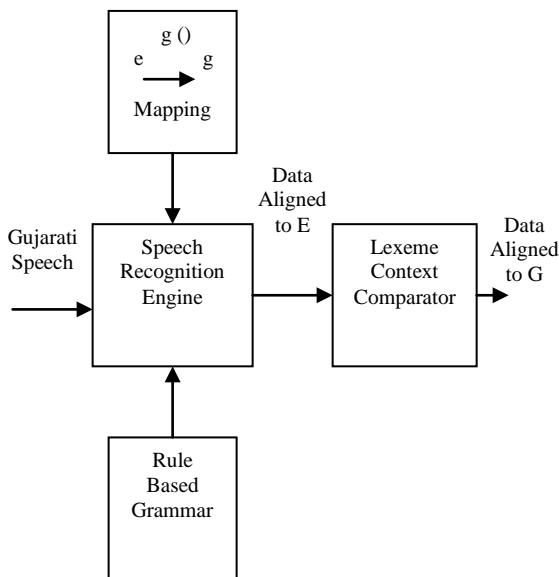 g ()
e g
Mapping
Gujarati
Speech
Speech
Recognition
Engine
Data
Aligned
to E
Lexeme
Context
Comparator
Data
Aligned
to G
Rule
Based
Grammar